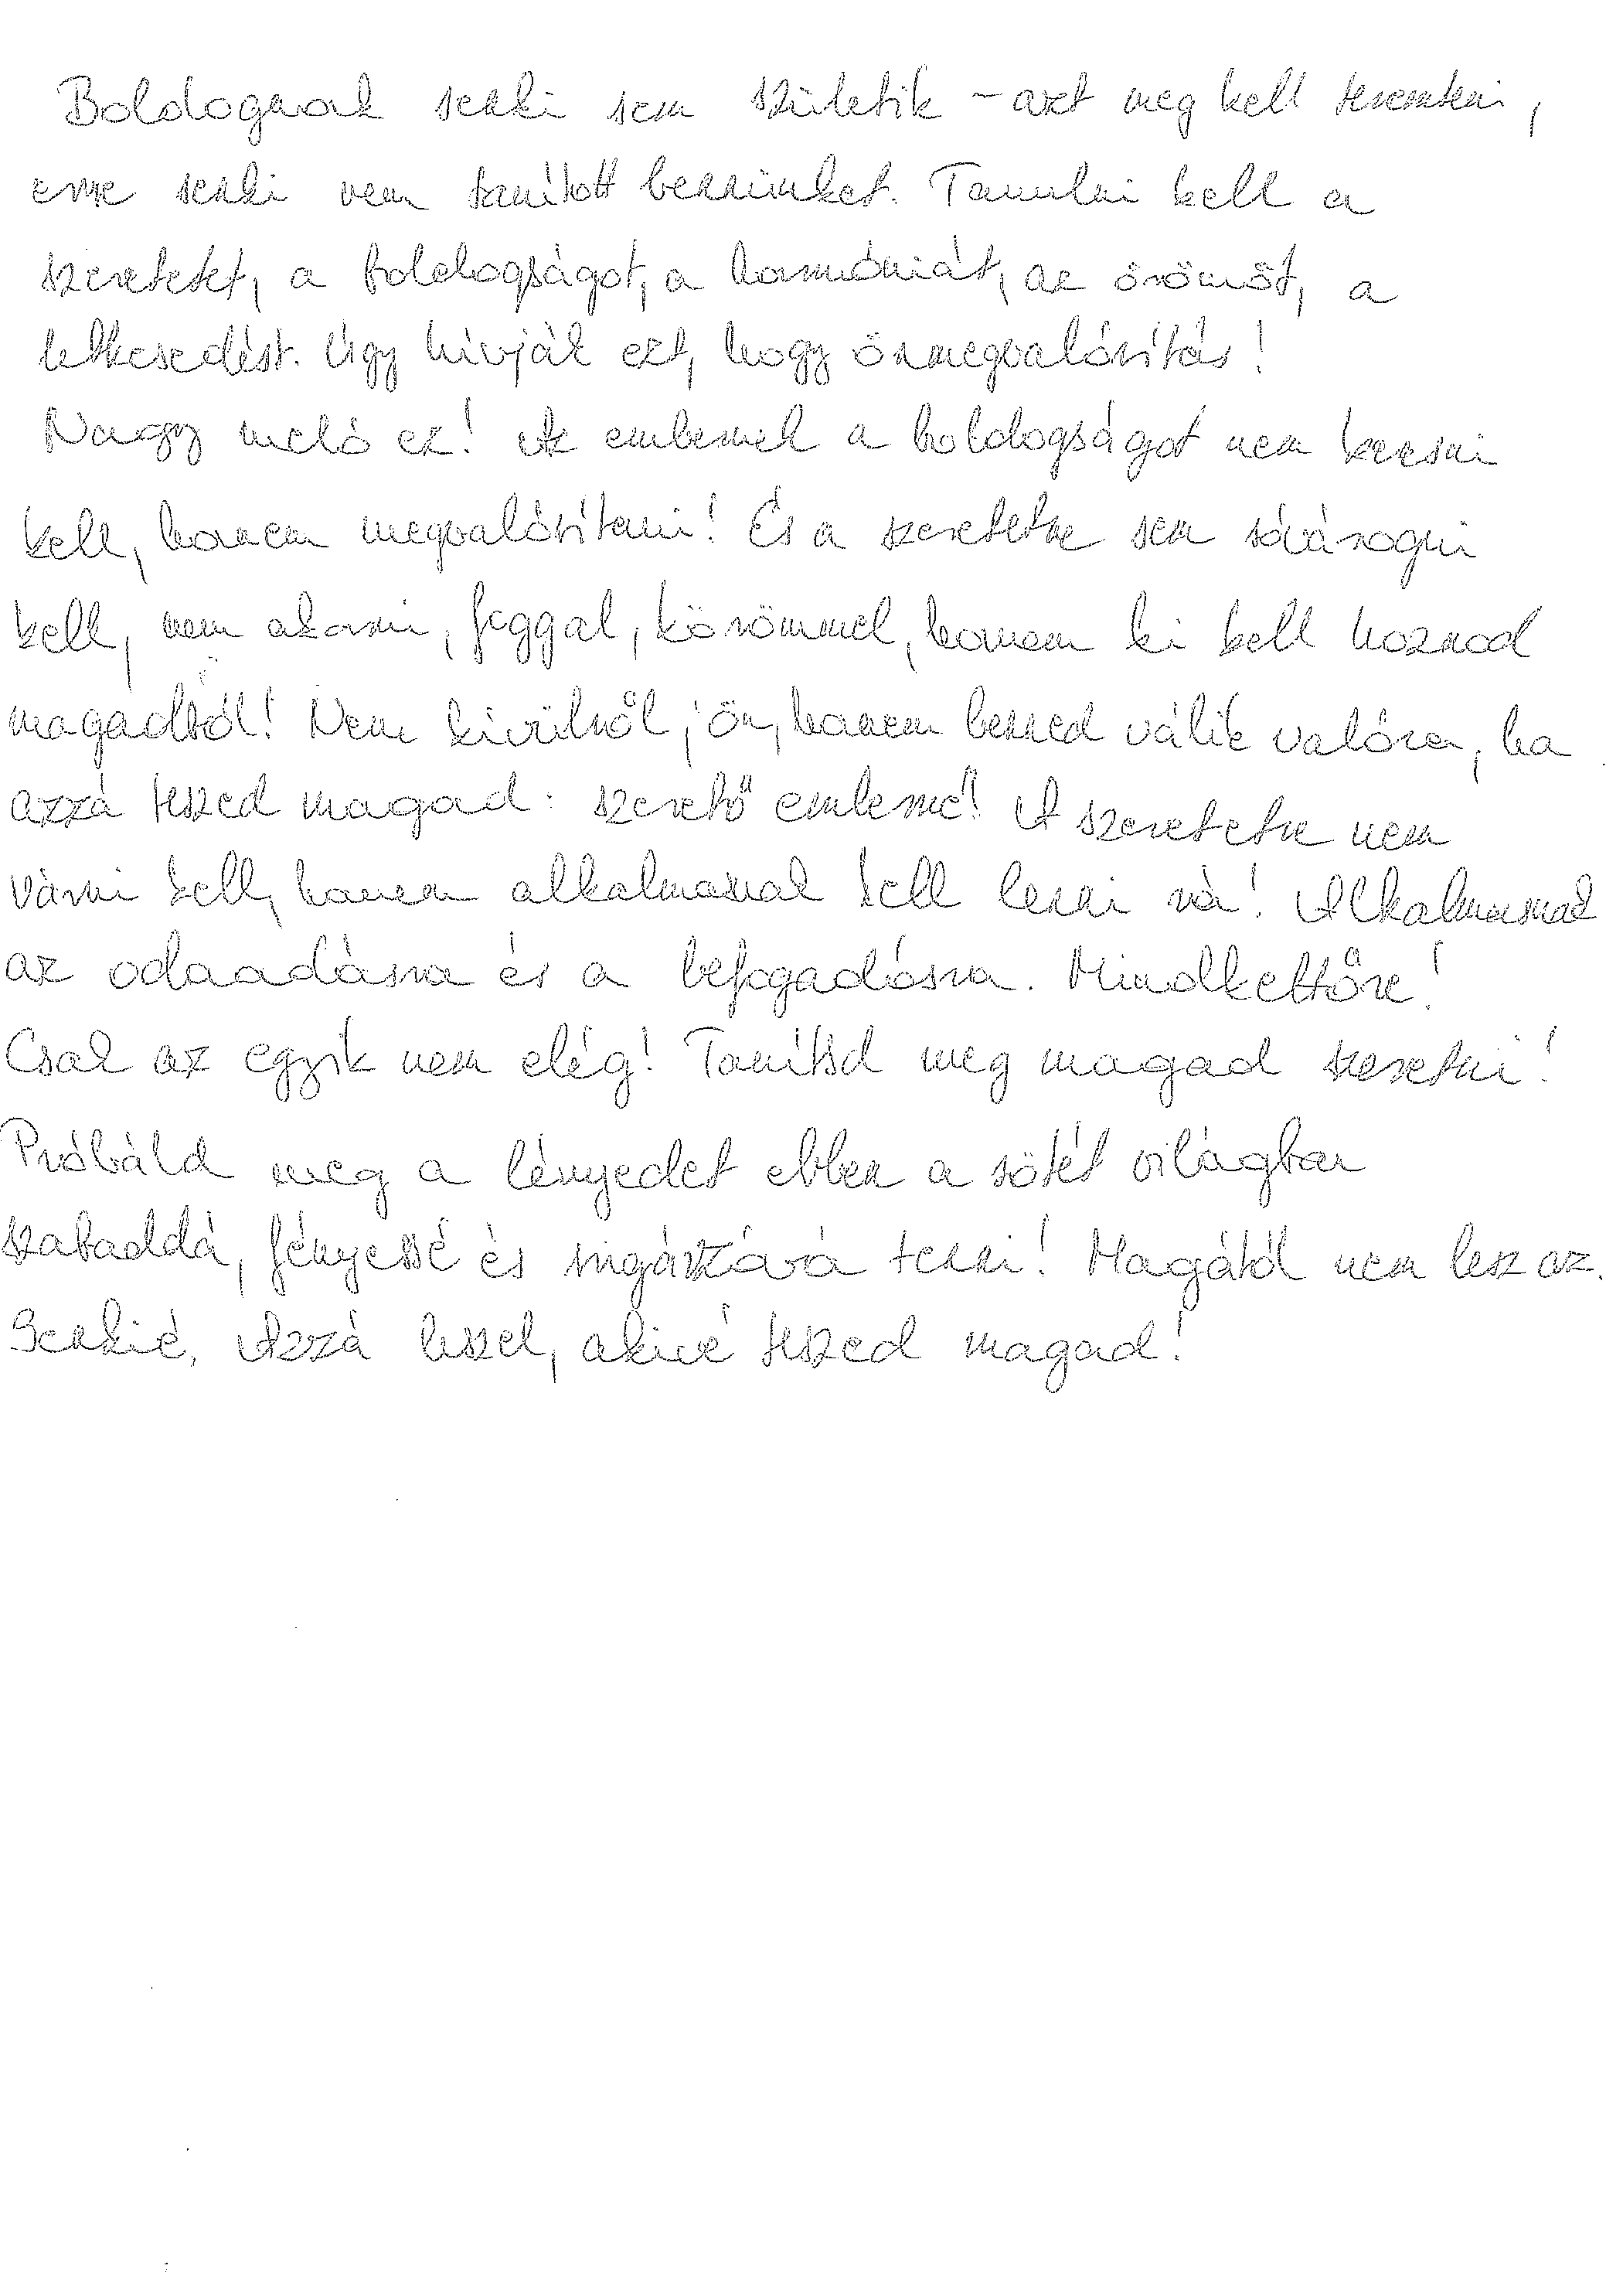 Boldognak senki sem születik – azt meg kell teremteni,
erre senki nem tanított bennünket. Tanulni kell a
szeretetet, a boldogságot, a harmóniát, az örömöt, a
lelkesedést. Úgy hívják ezt, hogy önmegvalósítás!
Nagy meló ez! Az embernek a boldogságot nem keresni
kell, hanem megvalósítani! És a szeretetre sem sóvárogni
kell, nem akarni, foggal, körömmel, hanem ki kell hoznod
magadból! Nem kívülről jön, hanem benned válik valóra, ha
azzá teszed magad: szerető emberré! A szeretetre nem
várni kell, hanem alkalmasnak kell lenni rá! Alkalmasnak
az odaadásra és a befogadásra. Mindkettőre!
Csak az egyik nem elég! Tanítsd meg magad szeretni!
Próbáld meg a lényedet ebben a sötét világban
szabaddá, fényessé és sugárzóvá tenni! Magától nem lesz az.
Senkié. Azzá leszel, akivé teszed magad!